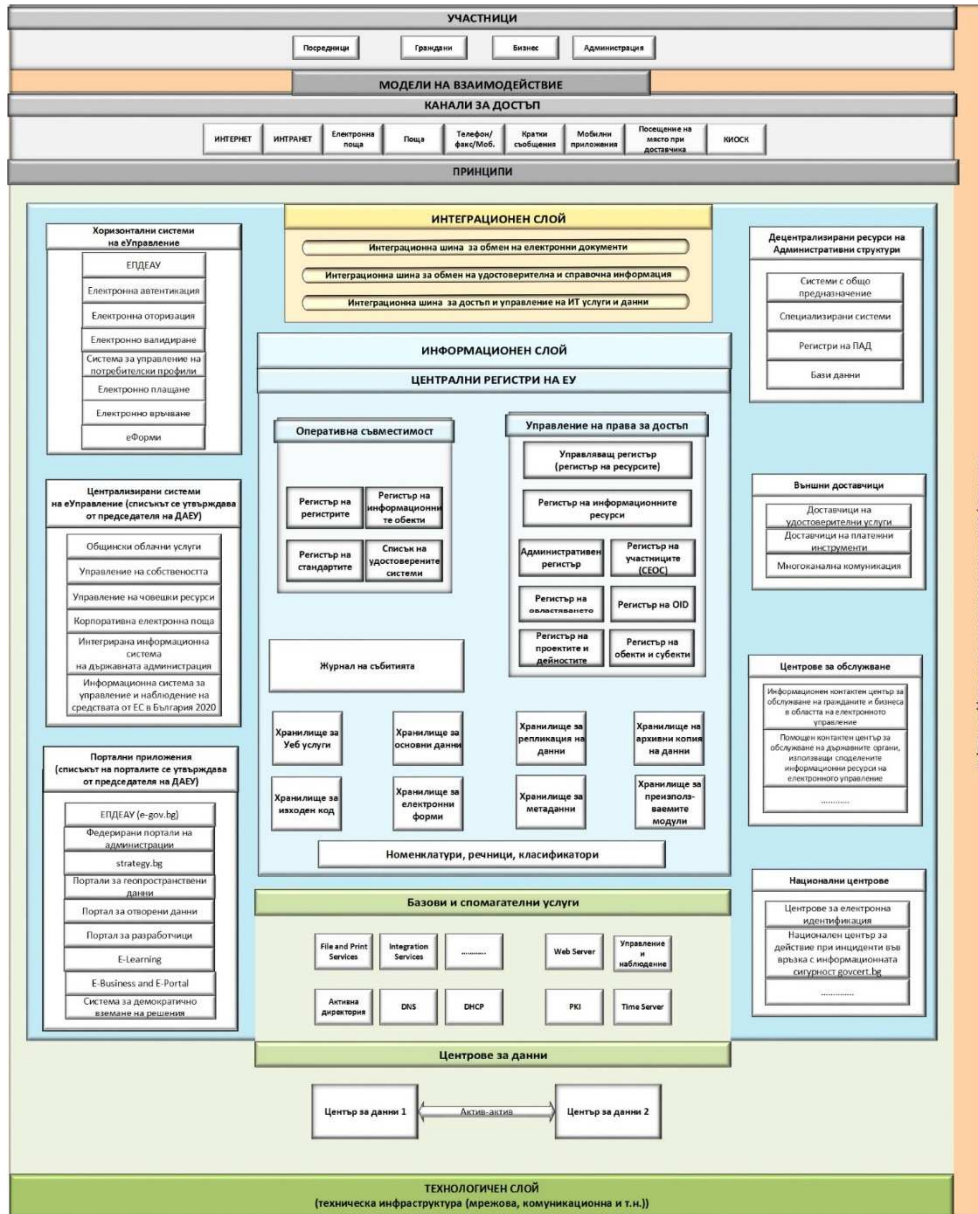 УЧАСТНИЦИ
Посредници
Граждани
Бизнес
Администрация
МОДЕЛИ НА ВЗАИМОДЕЙСТВИЕ
КАНАЛИ ЗА ДОСТЪП
ИНТЕРНЕТ
ИНТРАНЕТ
Електронна
поща
Поща
Телефон/
факс/Моб.
Кратки
съобщения
Мобилни
приложения
Посещение на
място при
доставчика
КИОСК
ПРИНЦИПИ
Хоризонтални системи
на еУправление
ЕПДЕАУ
Електронна автентикация
Електронна оторизация
Електронно валидиране
Система за управление на
потребителски профили
Електронно плащане
Електронно връчване
еФорми
Централизирани системи
на еУправление (списъкът се утвърждава
от председателя на ДАЕУ)
Общински облачни услуги
Управление на собствеността
Управление на човешки ресурси
Корпоративна електронна поща
Интегрирана информационна
система
на държавната администрация
Информационна система за
управление и наблюдение на
средствата от ЕС в България 2020
Портални приложения
(списъкът на порталите се утвърждава
от председателя на ДАЕУ)
ЕПДЕАУ (e-gov.bg)
Федерирани портали на
администрации
strategy.bg
Портали за геопространствени
данни
Портал за отворени данни
Портал за разработчици
E-Learning
E-Business and E-Portal
Система за демократично
вземане на решения
ИНТЕГРАЦИОНЕН СЛОЙ
Интеграционна шина за обмен на електронни документи
Интеграционна шина за обмен на удостоверителна и справочна информация
Интеграционна шина за достъп и управление на ИТ услуги и данни
ИНФОРМАЦИОНЕН СЛОЙ
ЦЕНТРАЛНИ РЕГИСТРИ НА ЕУ
Оперативна съвместимост
Регистър на
регистрите
Регистър на
информационни
те обекти
Регистър на
стандартите
Списък на
удостоверените
системи
Управление на права за достъп
Управляващ регистър
(регистър на ресурсите)
Регистър на информационните
ресурси
Административен
регистър
Регистър на
участниците
(СЕОС)
Регистър на
овластяването
Регистър на OID
Регистър на
проектите и
дейностите
Регистър на
обекти и субекти
Журнал на събитията
Хранилище за
Уеб услуги
Хранилище за
основни данни
Хранилище за
репликация на
данни
Хранилище на
архивни копия
на данни
Хранилище за
изходен код
Хранилище за
електронни
форми
Хранилище за
метаданни
Хранилище за
преизполз-
ваемите
модули
Номенклатури, речници, класификатори
Базови и спомагателни услуги
File and Print
Services
Integration
Services
...........
Web Server
Управление
и
наблюдение
Активна
директория
DNS
DHCP
PKI
Time Server
Центрове за данни
Център за данни 1
Актив-актив
Център за данни 2
Децентрализирани ресурси на
Административни структури
Системи с общо
предназначение
Специализирани системи
Регистри на ПАД
Бази данни
Външни доставчици
Доставчици на
удостоверителни услуги
Доставчици на платежни
инструменти
Многоканална комуникация
Центрове за обслужване
Информационен контактен център за
обслужване на гражданите и бизнеса
в областта на електронното
управление
Помощен контактен център за
обслужване на държавните органи,
използващи споделените
информационни ресурси на
електронното управление
............
Национални центрове
Центрове за електронна
идентификация
Национален център за
действие при инциденти във
връзка с информационната
сигурност govcert.bg
..............
ТЕХНОЛОГИЧЕН СЛОЙ
(техническа инфраструктура (мрежова, комуникационна и т.н.))